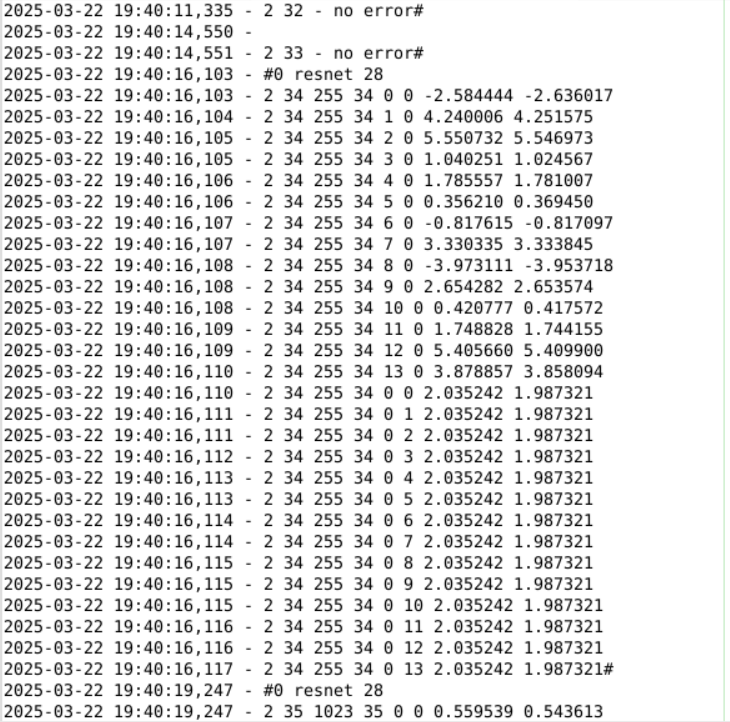 2025-03-22 19:40:11,335 - 2 32 - no error#
2025-03-22 19:40:14,550 -
2025-03-22 19:40:14,551 - 2 33 - no error#
2025-03-22 19:40:16,103 - #0 resnet 28
2025-03-22 19:40:16,103 - 2 34 255 34 0 0 -2.584444 -2.636017
2025-03-22 19:40:16,104 - 2 34 255 34 1 0 4.240006 4.251575
2025-03-22 19:40:16,105 - 2 34 255 34 2 0 5.550732 5.546973
2025-03-22 19:40:16,105 - 2 34 255 34 3 0 1.040251 1.024567
2025-03-22 19:40:16,106 - 2 34 255 34 4 0 1.785557 1.781007
2025-03-22 19:40:16,106 - 2 34 255 34 5 0 0.356210 0.369450
2025-03-22 19:40:16,107 - 2 34 255 34 6 0 -0.817615 -0.817097
2025-03-22 19:40:16,107 - 2 34 255 34 7 0 3.330335 3.333845
2025-03-22 19:40:16,108 - 2 34 255 34 8 0 -3.973111 -3.953718
2025-03-22 19:40:16,108 - 2 34 255 34 9 0 2.654282 2.653574
2025-03-22 19:40:16,108 - 2 34 255 34 10 0 0.420777 0.417572
2025-03-22 19:40:16,109 - 2 34 255 34 11 0 1.748828 1.744155
2025-03-22 19:40:16,109 - 2 34 255 34 12 0 5.405660 5.409900
2025-03-22 19:40:16,110 - 2 34 255 34 13 0 3.878857 3.858094
2025-03-22 19:40:16,110 - 2 34 255 34 0 0 2.035242 1.987321
2025-03-22 19:40:16,111 - 2 34 255 34 0 1 2.035242 1.987321
2025-03-22 19:40:16,111 - 2 34 255 34 0 2 2.035242 1.987321
2025-03-22 19:40:16,112 - 2 34 255 34 0 3 2.035242 1.987321
2025-03-22 19:40:16,113 - 2 34 255 34 0 4 2.035242 1.987321
2025-03-22 19:40:16,113 - 2 34 255 34 0 5 2.035242 1.987321
2025-03-22 19:40:16,114 - 2 34 255 34 0 6 2.035242 1.987321
2025-03-22 19:40:16,114 - 2 34 255 34 0 7 2.035242 1.987321
2025-03-22 19:40:16,115 - 2 34 255 34 0 8 2.035242 1.987321
2025-03-22 19:40:16,115 - 2 34 255 34 0 9 2.035242 1.987321
2025-03-22 19:40:16,115 - 2 34 255 34 0 10 2.035242 1.987321
2025-03-22 19:40:16,116 - 2 34 255 34 0 11 2.035242 1.987321
2025-03-22 19:40:16,116 - 2 34 255 34 0 12 2.035242 1.987321
2025-03-22 19:40:16,117 - 2 34 255 34 0 13 2.035242 1.987321#
2025-03-22 19:40:19,247 - #0 resnet 28
2025-03-22 19:40:19,247 - 2 35 1023 35 0 0 0.559539 0.543613